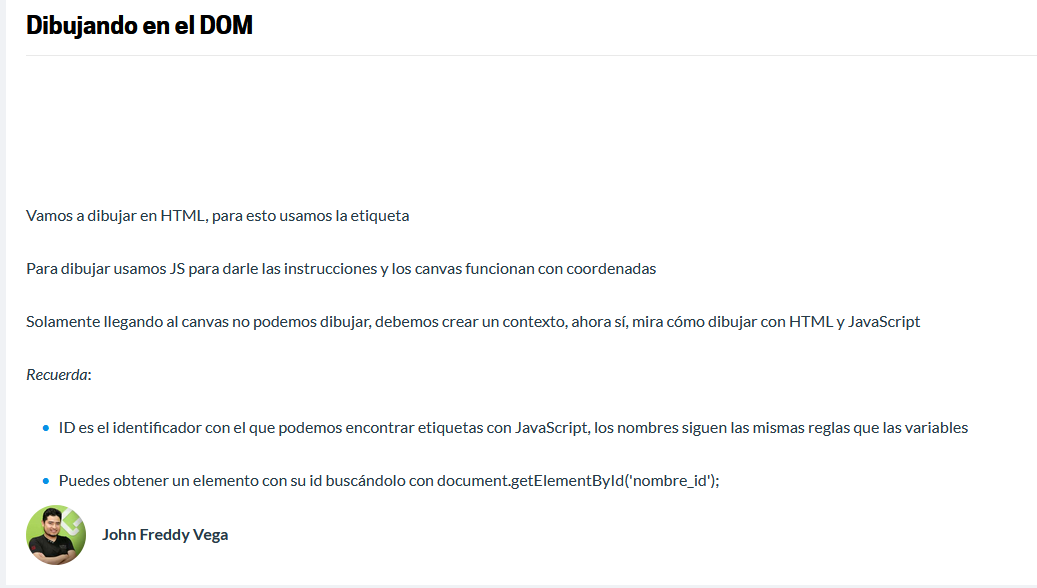 Dibujando en el DOM
Vamos a dibujar en HTML, para esto usamos la etiqueta
Para dibujar usamos JS para darle las instrucciones y los canvas funcionan con coordenadas
Solamente llegando al canvas no podemos dibujar, debemos crear un contexto, ahora sí, mira cómo dibujar con HTML y JavaScript
Recuerda:
ID es el identificador con el que podemos encontrar etiquetas con JavaScript, los nombres siguen las mismas reglas que las variables
Puedes obtener un elemento con su id buscándolo con document.getElementById('nombre_id');
John Freddy Vega